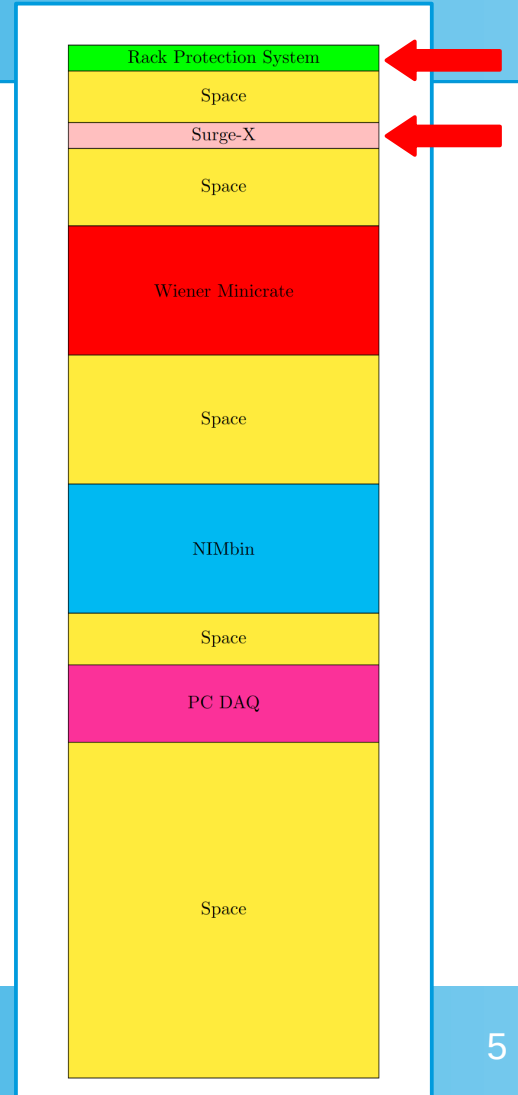 Rack Protection System
Space
Surge-X
Space
Wiener Minicrate
Space
NIMbin
Space
PC DAQ
Space
5